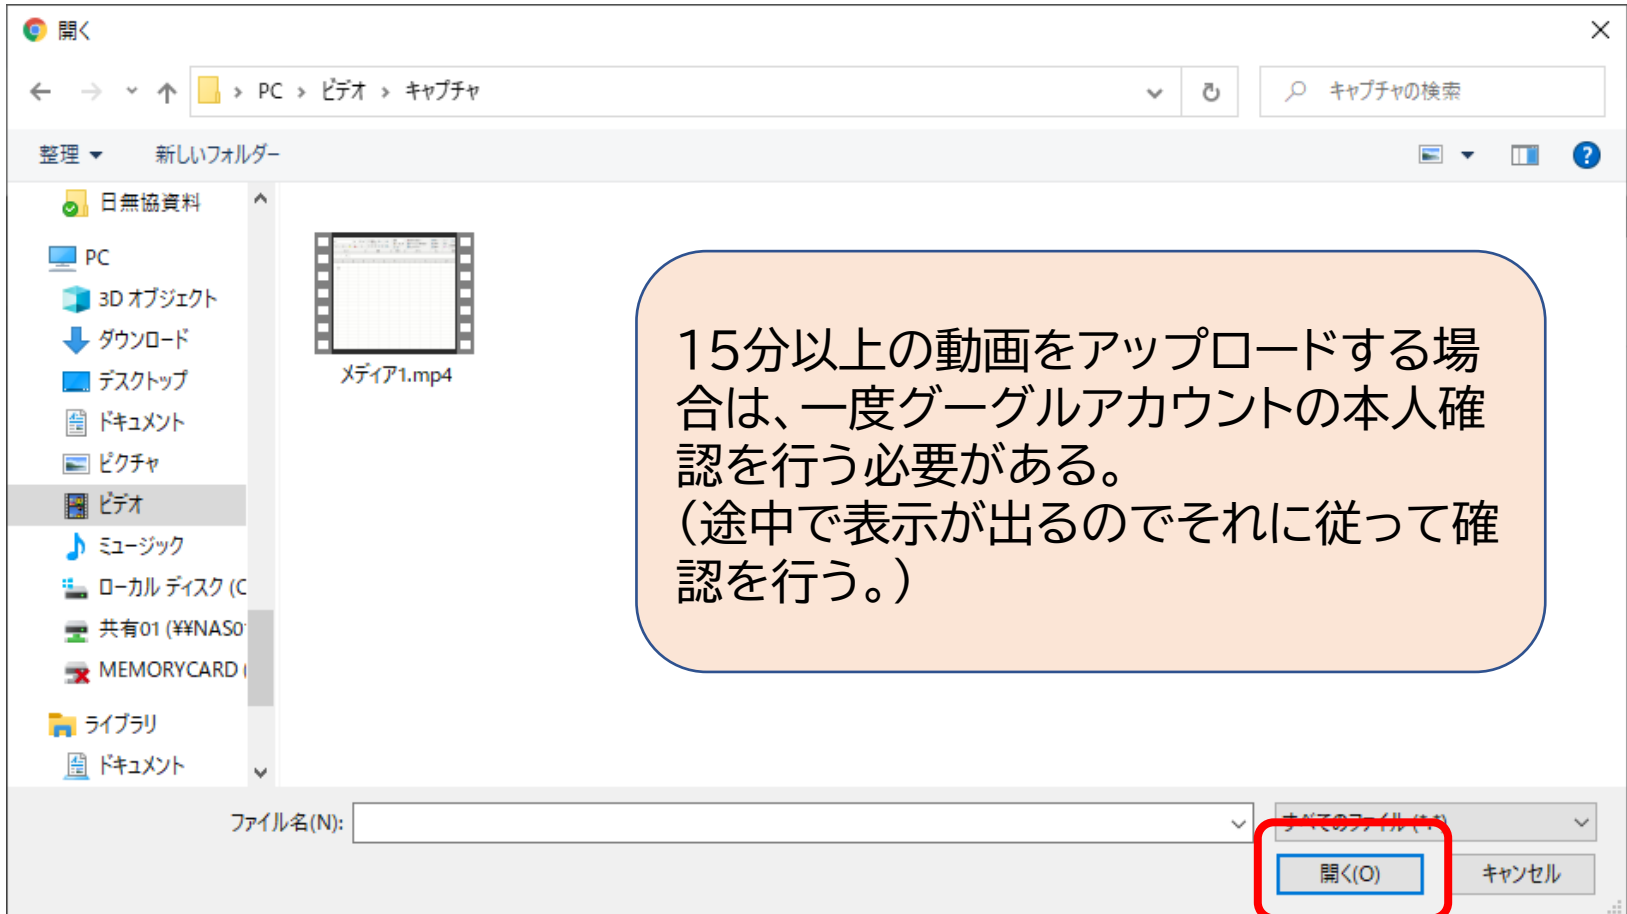 開く
PC › ビデオ › キャプチャ
キャプチャの検索
整理
新しいフォルダー
日無協資料
PC
3D オブジェクト
ダウンロード
デスクトップ
ドキュメント
ピクチャ
ビデオ
ミュージック
ローカル ディスク (C
共有01 (¥¥NAS0
MEMORYCARD (
ライブラリ
ドキュメント
メディア1.mp4
15分以上の動画をアップロードする場
合は、一度グーグルアカウントの本人確
認を行う必要がある。
（途中で表示が出るのでそれに従って確
認を行う。）
ファイル名(N):
すべてのファイル (*.*)
開く(O)
キャンセル